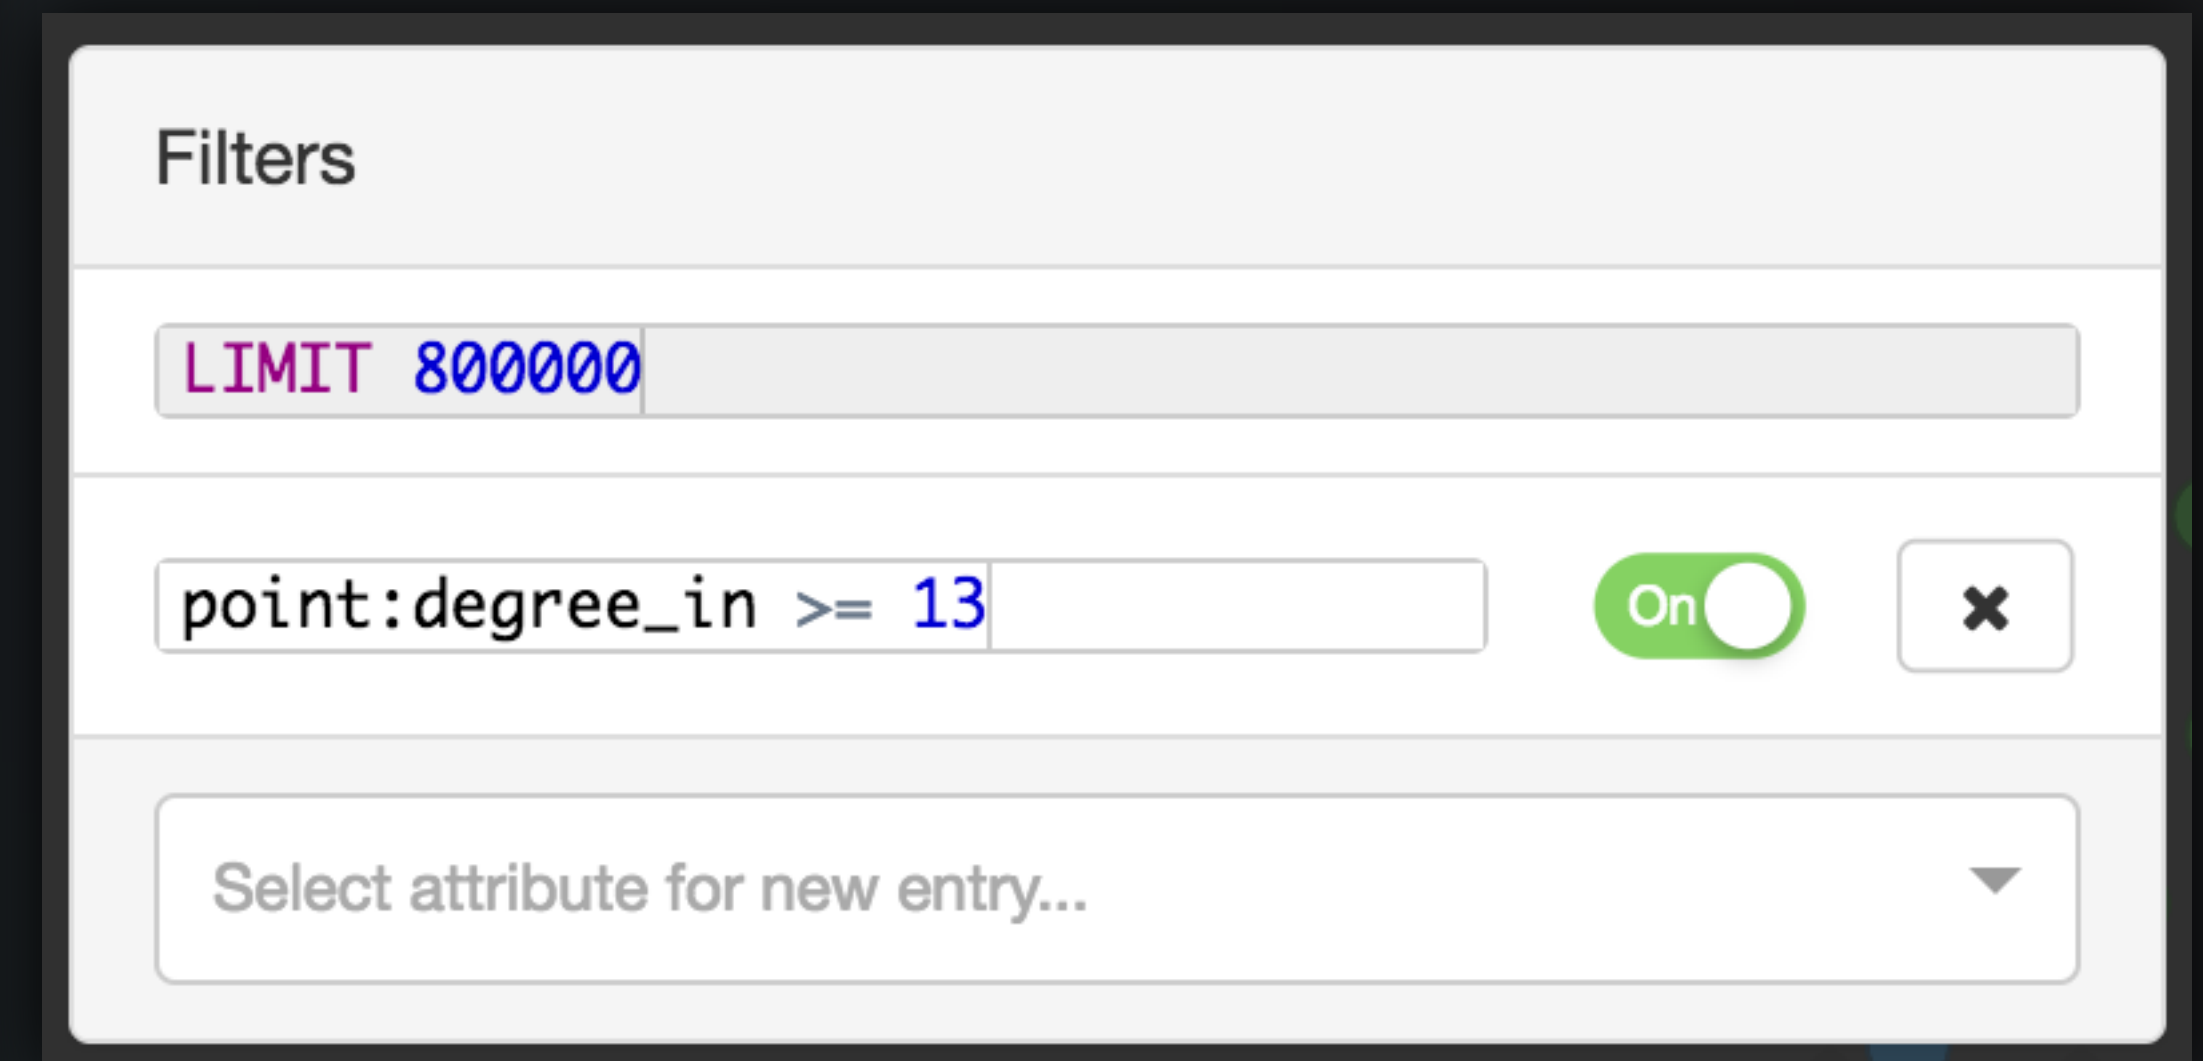 Filters
LIMIT 800000
point:degree_in >= 13
On
Select attribute for new entry...